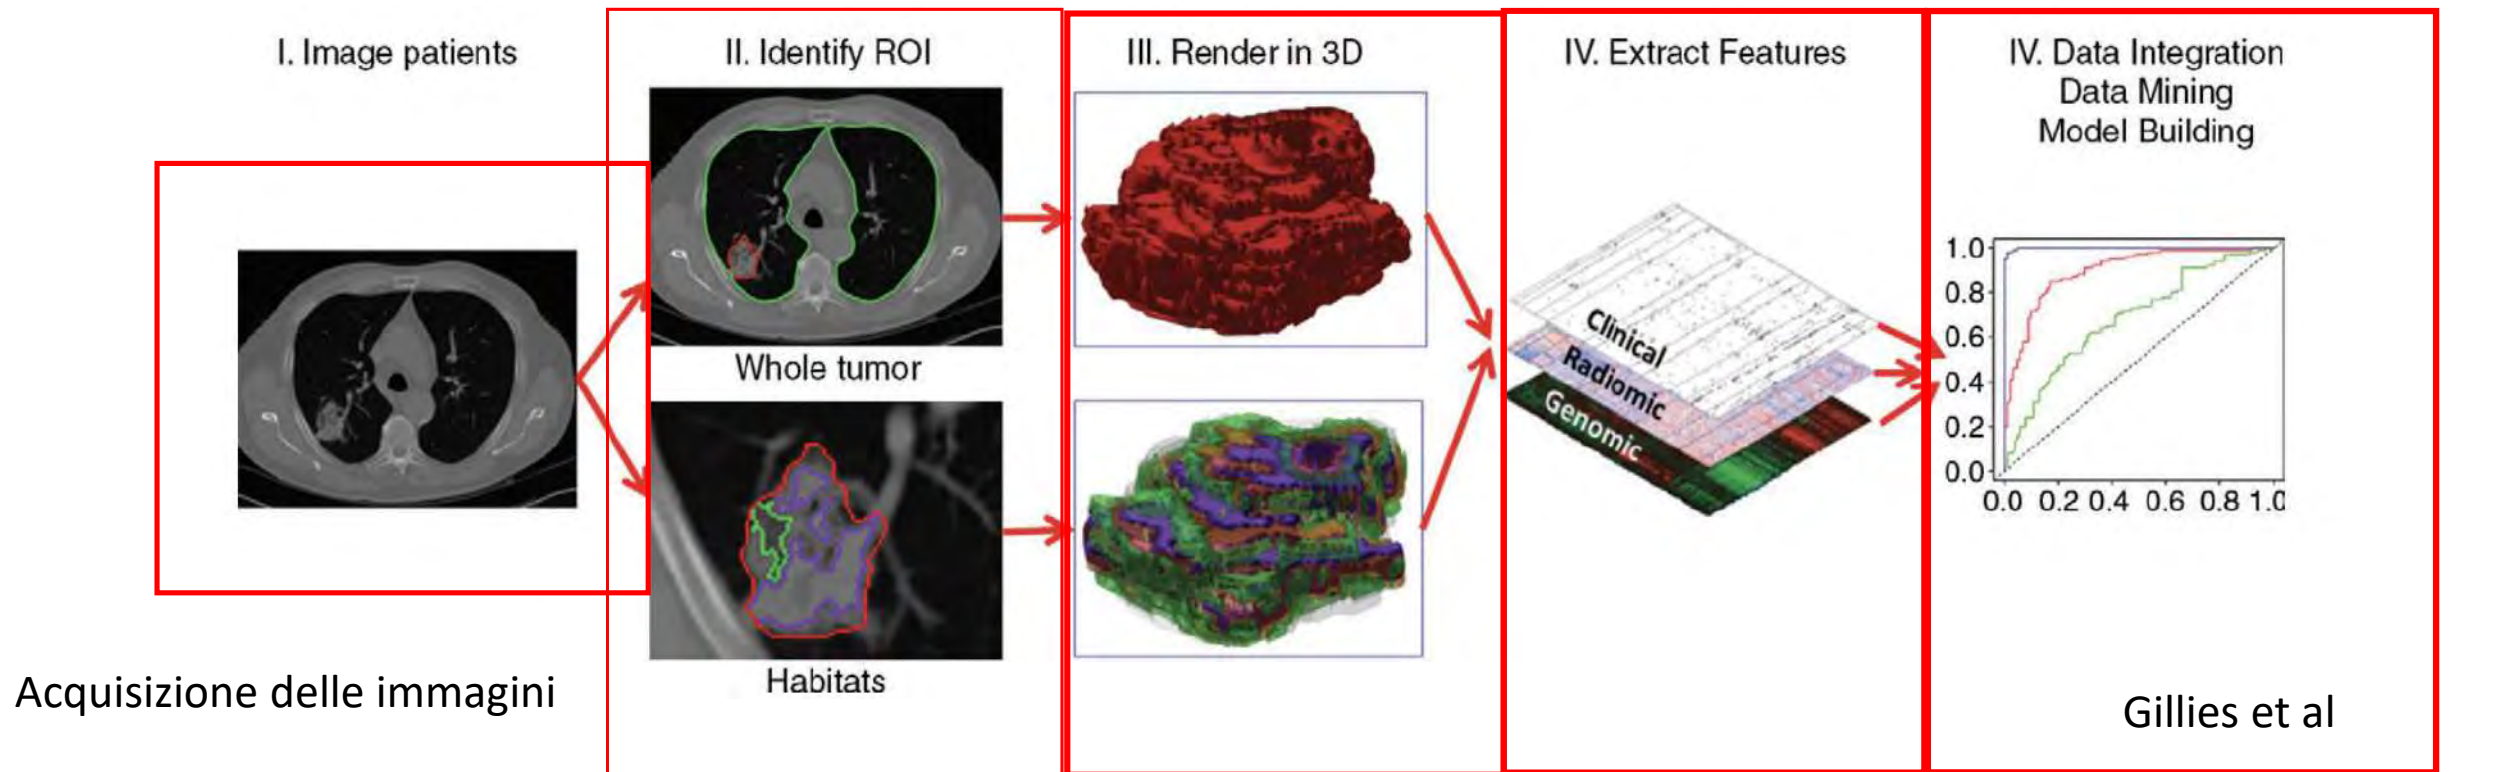 I. Image patients
II. Identify ROI
III. Render in 3D
IV. Extract Features
IV. Data Integration
Data Mining
Model Building
Whole tumor
Habitats
Clinical
Radiomic
Genomic
1.0
0.8
0.6
0.4
0.2
0.0
0.0 0.2 0.4 0.6 0.8 1.0
Acquisizione delle immagini
Gillies et al